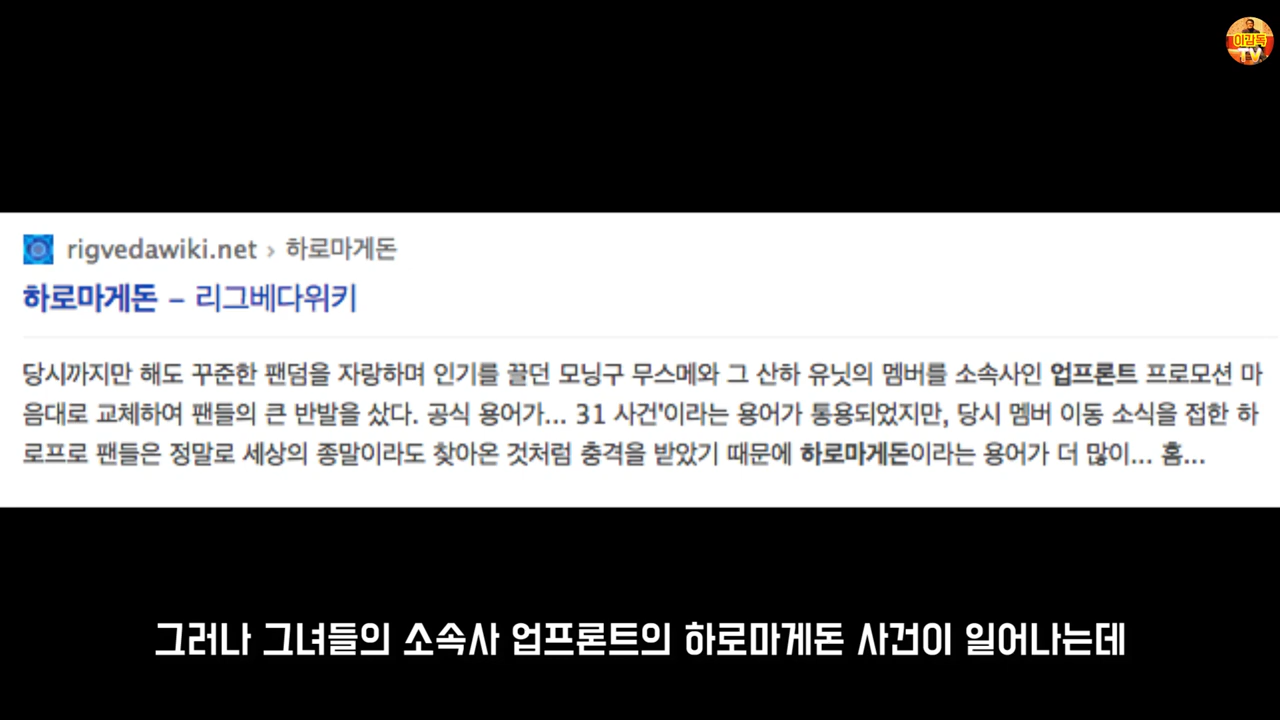 이감독
TV
rigvedawiki.net › 하로마게돈
하로마게돈 – 리그베다위키
당시까지만 해도 꾸준한 팬덤을 자랑하며 인기를 끌던 모닝구 무스메와 그 산하 유닛의 멤버를 소속사인 업프론트 프로모션 마
음대로 교체하여 팬들의 큰 반발을 샀다. 공식 용어가... 31 사건'이라는 용어가 통용되었지만, 당시 멤버 이동 소식을 접한 하
로프로 팬들은 정말로 세상의 종말이라도 찾아온 것처럼 충격을 받았기 때문에 하로마게돈이라는 용어가 더 많이... 홈...
그러나 그녀들의 소속사 업프론트의 하로마게돈 사건이 일어나는데